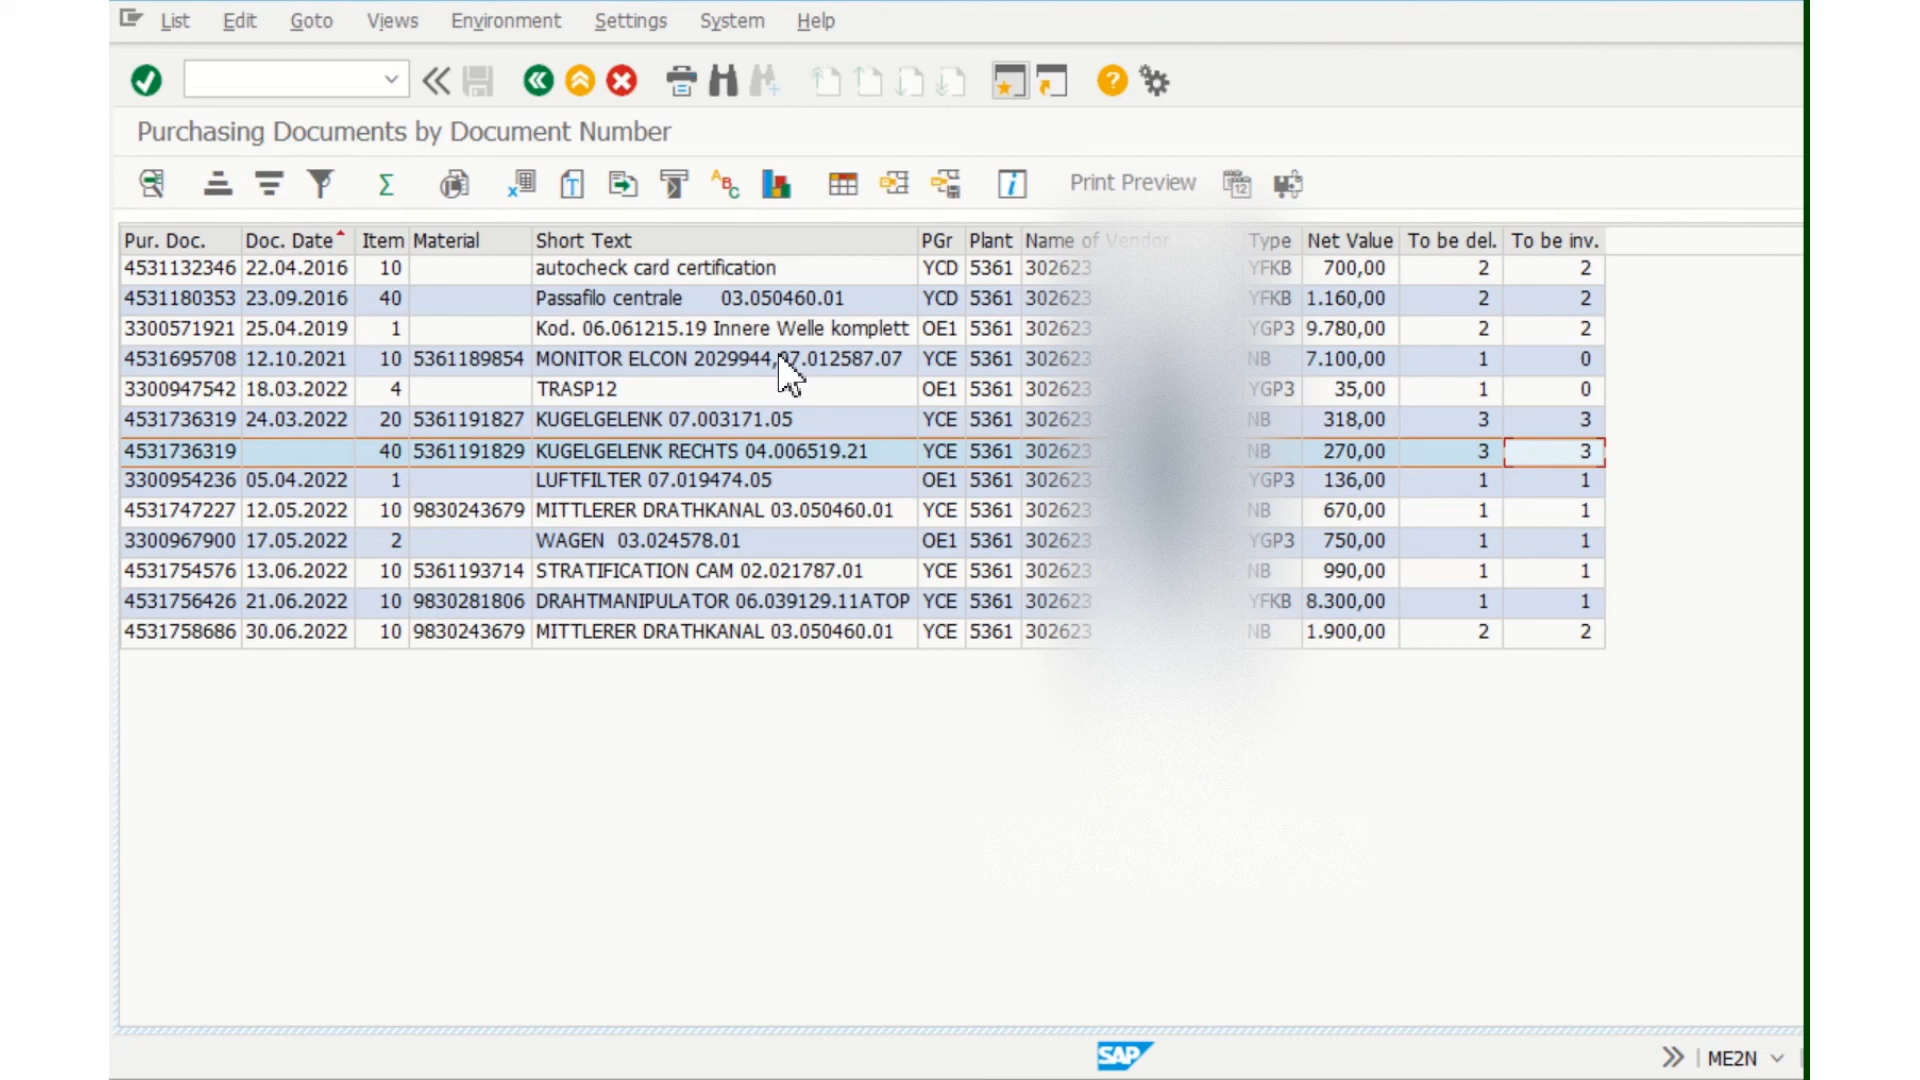 List Edit Goto Views Environment Settings System Help
Purchasing Documents by Document Number
Print Preview
Pur. Doc. Doc. Date Item Material Short Text PGr Plant Name of Vendor Type Net Value To be del. To be inv.
4531132346 22.04.2016 10 autocheck card certification YCD 5361 302623 YFKB 700,00 2 2
4531180353 23.09.2016 40 Passafilo centrale 03.050460.01 YCD 5361 302623 YFKB 1.160,00 2 2
3300571921 25.04.2019 1 Kod. 06.061215.19 Innere Welle komplett OE1 5361 302623 YGP3 9.780,00 2 2
4531695708 12.10.2021 10 5361189854 MONITOR ELCON 2029944,07.012587.07 YCE 5361 302623 NB 7.100,00 1 0
3300947542 18.03.2022 4 TRASP12 OE1 5361 302623 YGP3 35,00 1 0
4531736319 24.03.2022 20 5361191827 KUGELGELENK 07.003171.05 YCE 5361 302623 NB 318,00 3 3
4531736319 40 5361191829 KUGELGELENK RECHTS 04.006519.21 YCE 5361 302623 NB 270,00 3 3
3300954236 05.04.2022 1 LUFTFILTER 07.019474.05 OE1 5361 302623 YGP3 136,00 1 1
4531747227 12.05.2022 10 9830243679 MITTLERER DRATHKANAL 03.050460.01 YCE 5361 302623 NB 670,00 1 1
3300967900 17.05.2022 2 WAGEN 03.024578.01 OE1 5361 302623 YGP3 750,00 1 1
4531754576 13.06.2022 10 5361193714 STRATIFICATION CAM 02.021787.01 YCE 5361 302623 NB 990,00 1 1
4531756426 21.06.2022 10 9830281806 DRAHTMANIPULATOR 06.039129.11ATOP YCE 5361 302623 YFKB 8.300,00 1 1
4531758686 30.06.2022 10 9830243679 MITTLERER DRATHKANAL 03.050460.01 YCE 5361 302623 NB 1.900,00 2 2
SAP ME2N